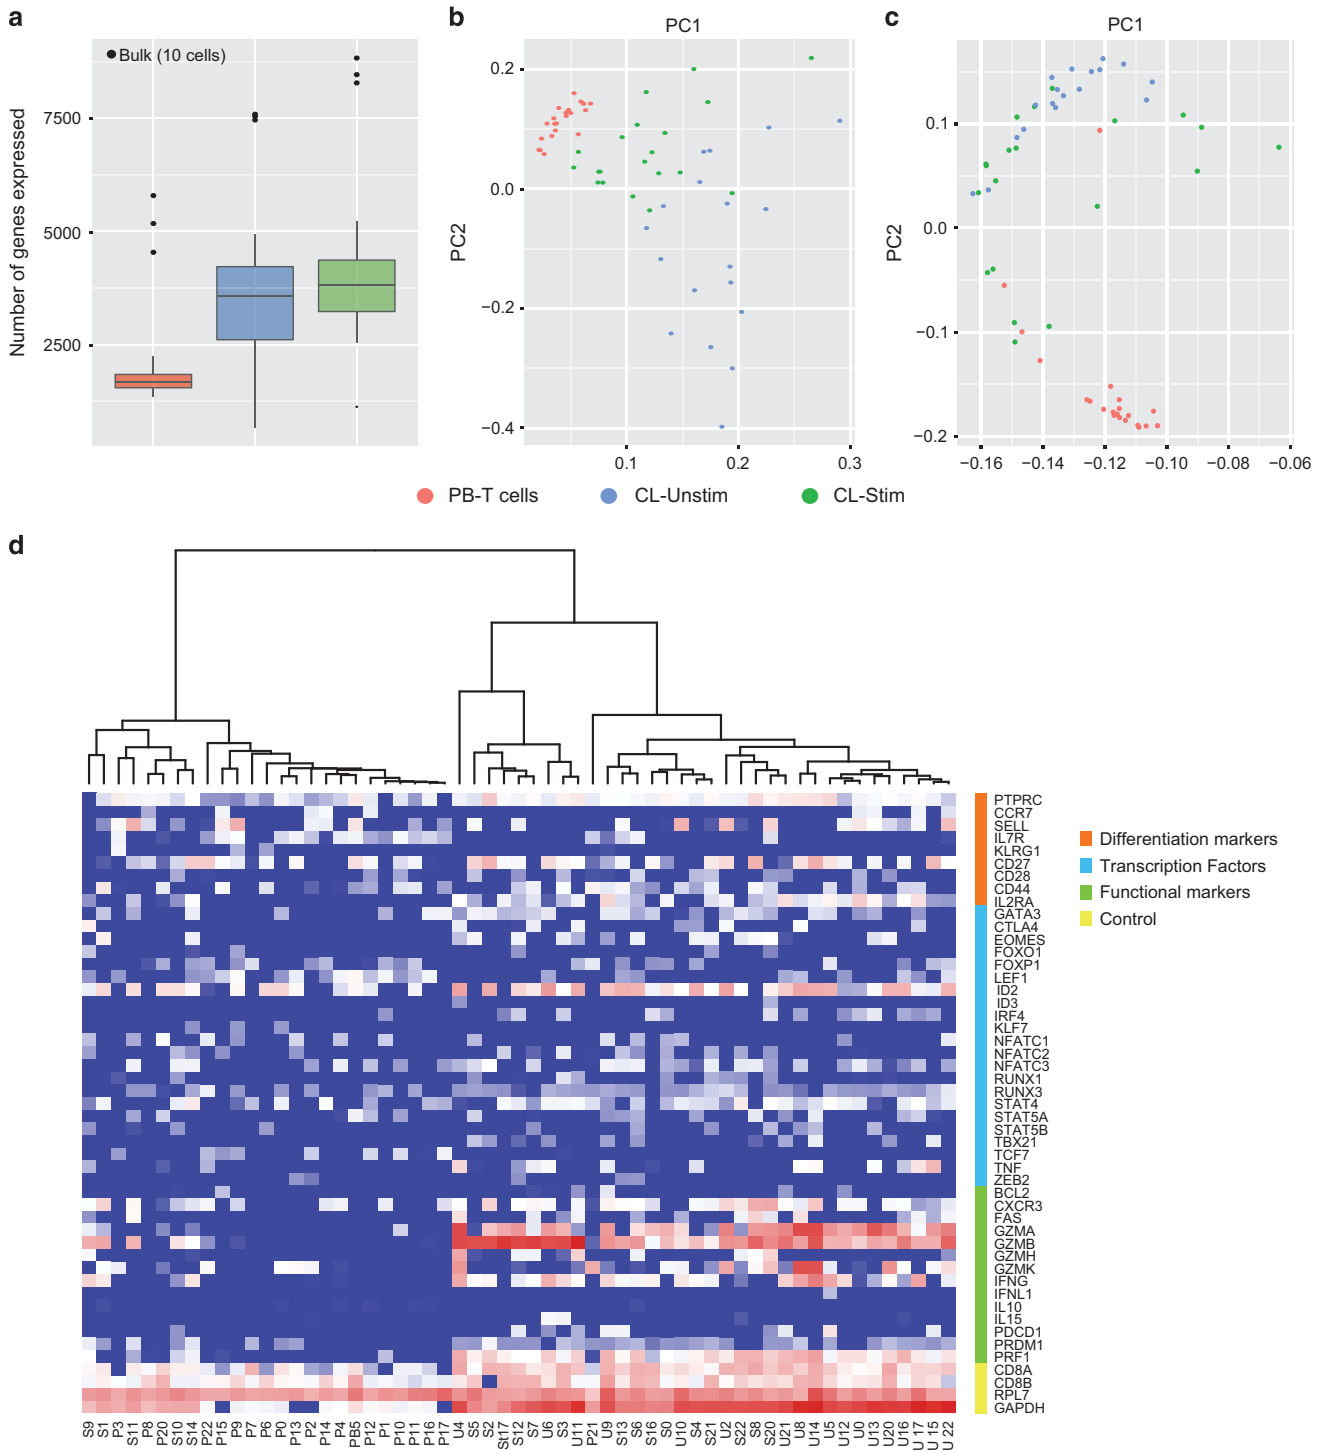 a
Bulk (10 cells)
Number of genes expressed
7500
5000
2500
b
PC1
PC2
0.2
0.0
−0.2
−0.4
0.1
0.2
0.3
c
PC1
PC2
0.1
0.0
−0.1
−0.2
−0.16
−0.14
−0.12
−0.10
−0.08
−0.06
PB-T cells
CL-Unstim
CL-Stim
d
PTPRC
CCR7
SELL
IL7R
KLRG1
CD27
CD28
CD44
IL2RA
GATA3
CTLA4
EOMES
FOXO1
FOXP1
LEF1
ID2
ID3
IRF4
KLF7
NFATC1
NFATC2
NFATC3
RUNX1
RUNX3
STAT4
STAT5A
STAT5B
TBX21
TCF7
TNF
ZEB2
BCL2
CXCR3
FAS
GZMA
GZMB
GZMH
GZMK
IFNG
IFNL1
IL10
IL15
PDCD1
PRDM1
PRF1
CD8A
CD8B
RPL7
GAPDH
Differentiation markers
Transcription Factors
Functional markers
Control
S9
S1
P3
S11
P8
P20
S10
S14
P22
P15
P9
P7
P6
P0
P13
P2
P14
P4
PB5
P12
P1
P10
P11
P16
P17
U4
S5
S2
St17
S12
S7
U6
S3
U11
P21
U9
S13
S6
S16
S0
U10
S4
S21
U2
S22
S8
S20
U21
U8
U14
U5
U12
U0
U13
U20
U16
U 17
U 15
U 22